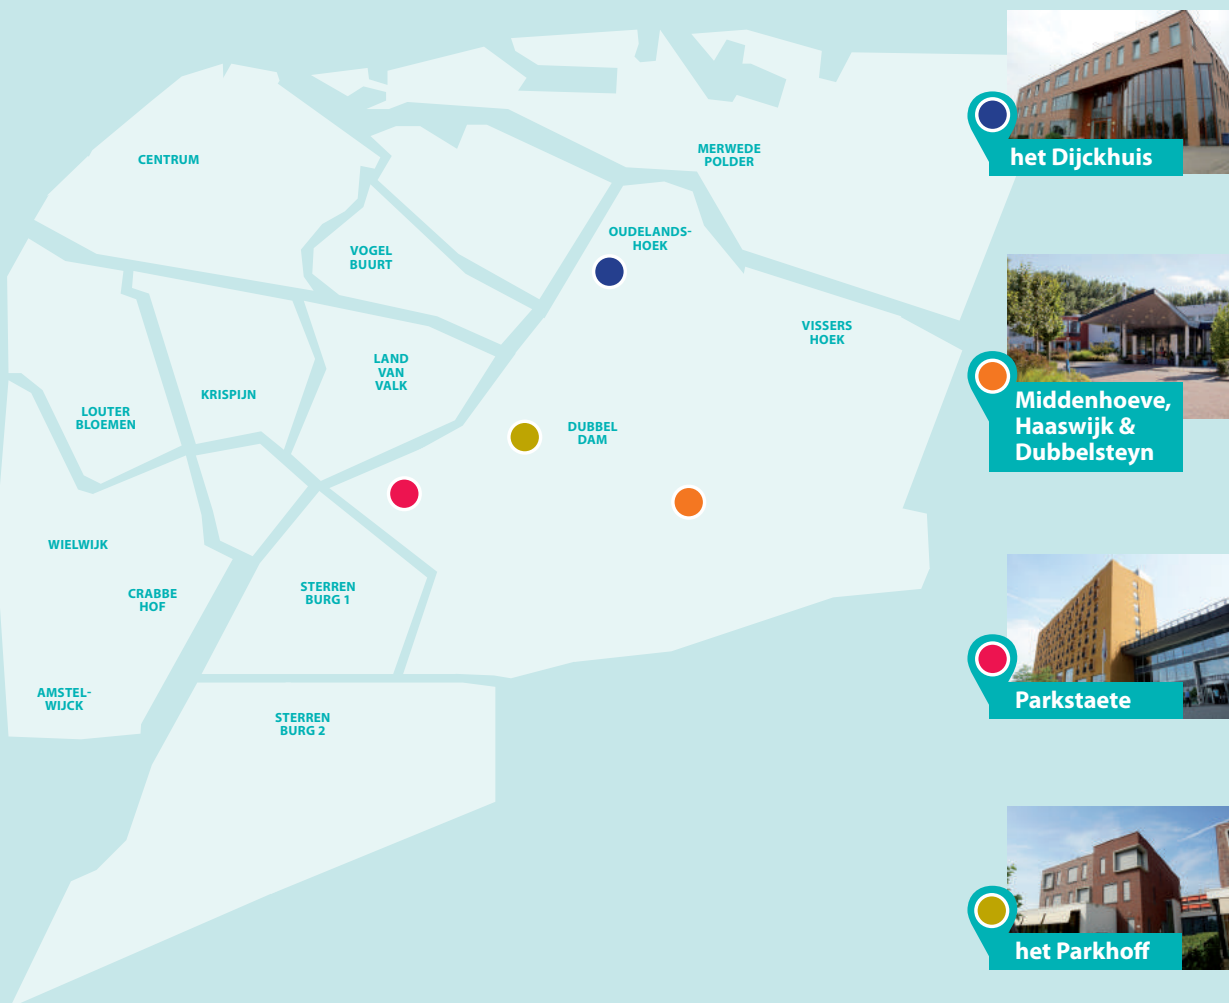 CENTRUM
MERWEDE
POLDER
VOGEL
BUURT
OUDELANDS-
HOEK
VISSERS
HOEK
LAND
VAN
VALK
KRISPIJN
LOUTER
BLOEMEN
DUBBEL
DAM
WIELWIJK
CRABBE
HOF
STERREN
BURG 1
AMSTEL-
WIJCK
STERREN
BURG 2
het Dijckhuis
Middenhoeve,
Haaswijk &
Dubbelsteyn
Parkstaete
het Parkhoff